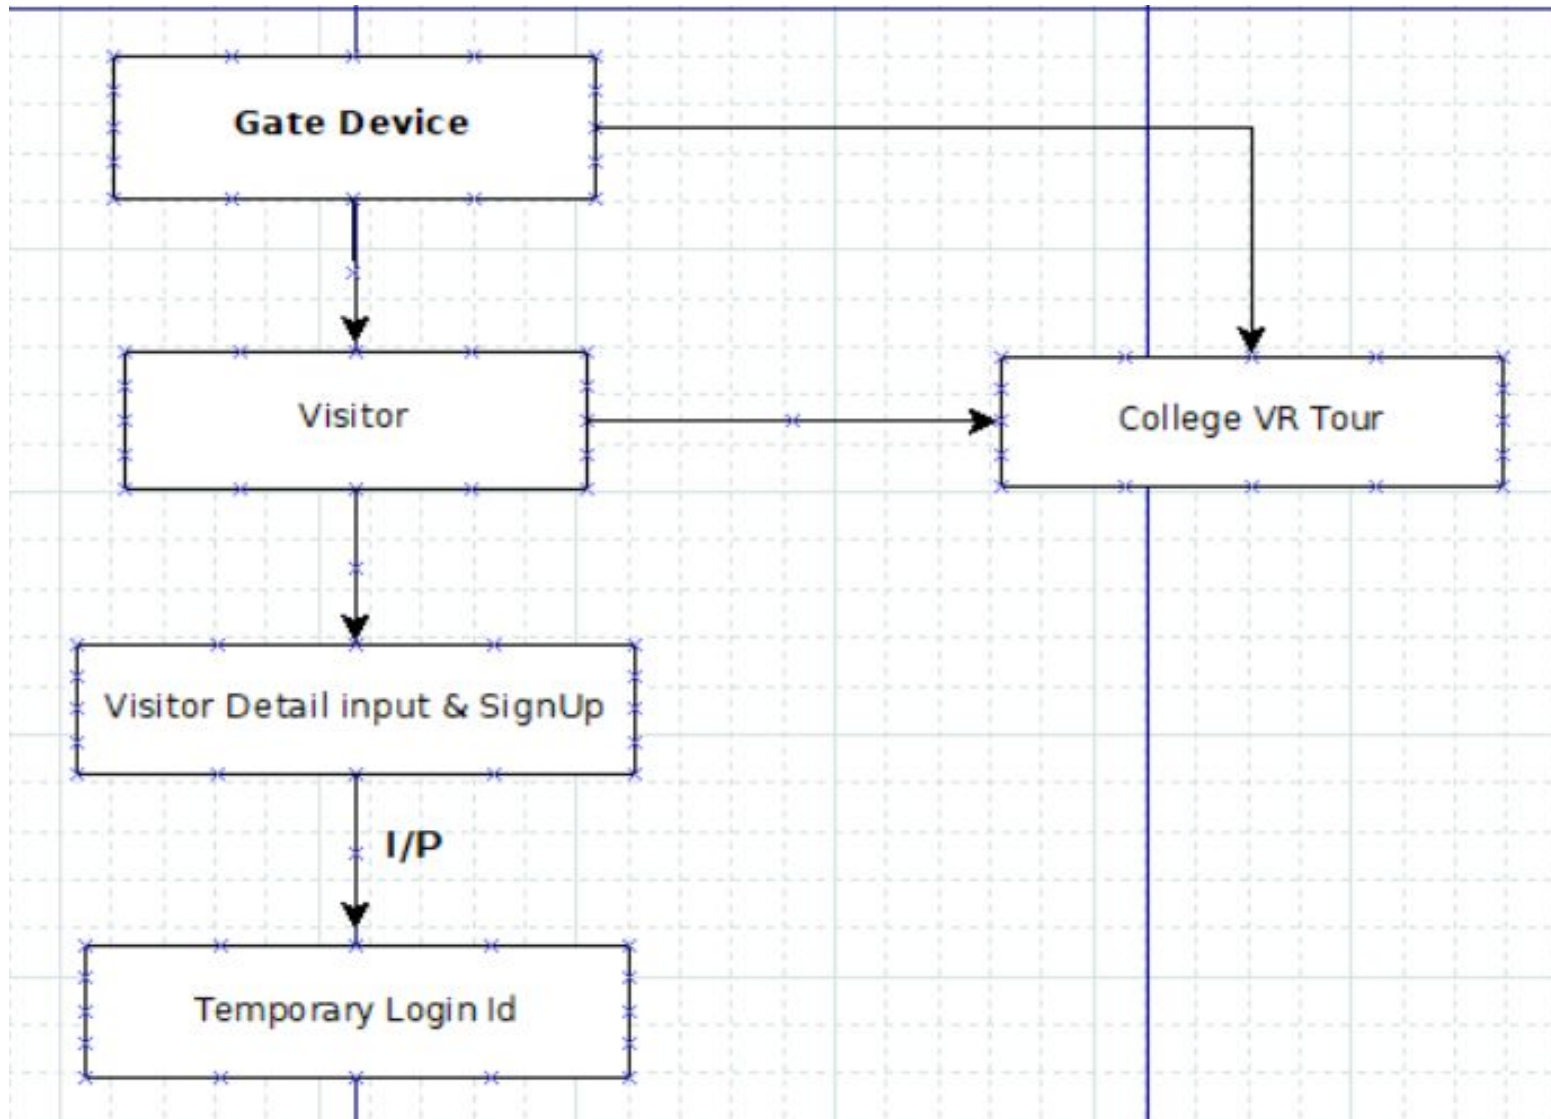 Gate Device
Visitor
College VR Tour
Visitor Detail input & SignUp
I/P
Temporary Login Id